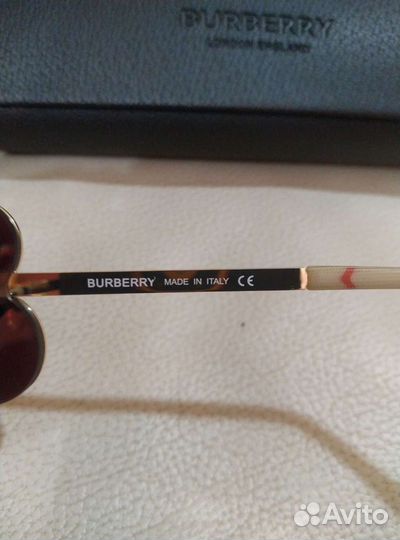 BURBERRY
LONDON ENGLAND
BURBERRY MADE IN ITALY CE
Avito